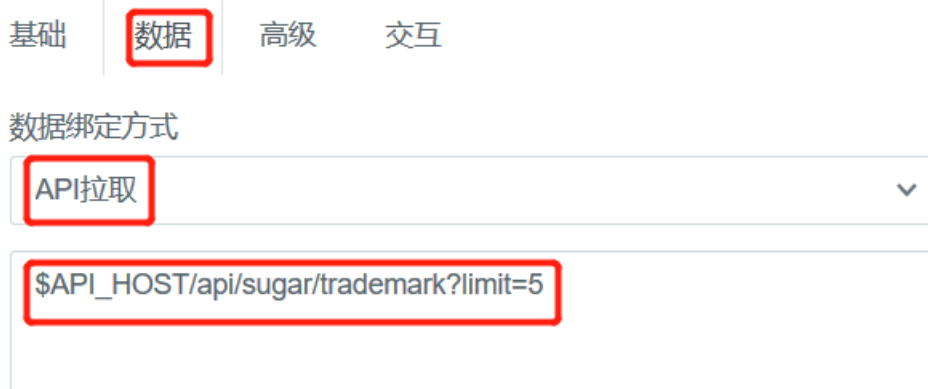 基础 数据 高级 交互
数据绑定方式
API拉取
$API_HOST/api/sugar/trademark?limit=5